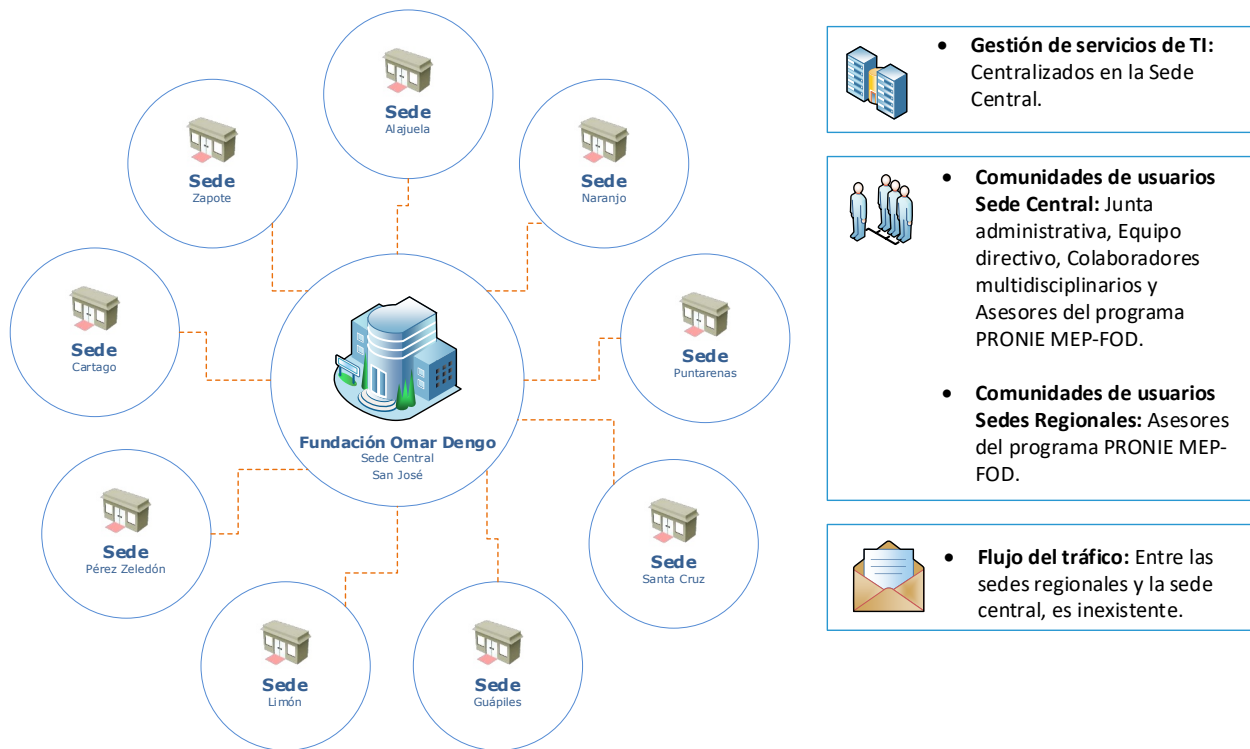 Sede
Alajuela
Sede
Zapote
Sede
Naranjo
Sede
Cartago
Sede
Puntarenas
Fundación Omar Dengo
Sede Central
San José
Sede
Pérez Zeledón
Sede
Santa Cruz
Sede
Limón
Sede
Guápiles
• Gestión de servicios de TI:
Centralizados en la Sede
Central.
• Comunidades de usuarios
Sede Central: Junta
administrativa, Equipo
directivo, Colaboradores
multidisciplinarios y
Asesores del programa
PRONIE MEP-FOD.
• Comunidades de usuarios
Sedes Regionales: Asesores
del programa PRONIE MEP-
FOD.
• Flujo del tráfico: Entre las
sedes regionales y la sede
central, es inexistente.